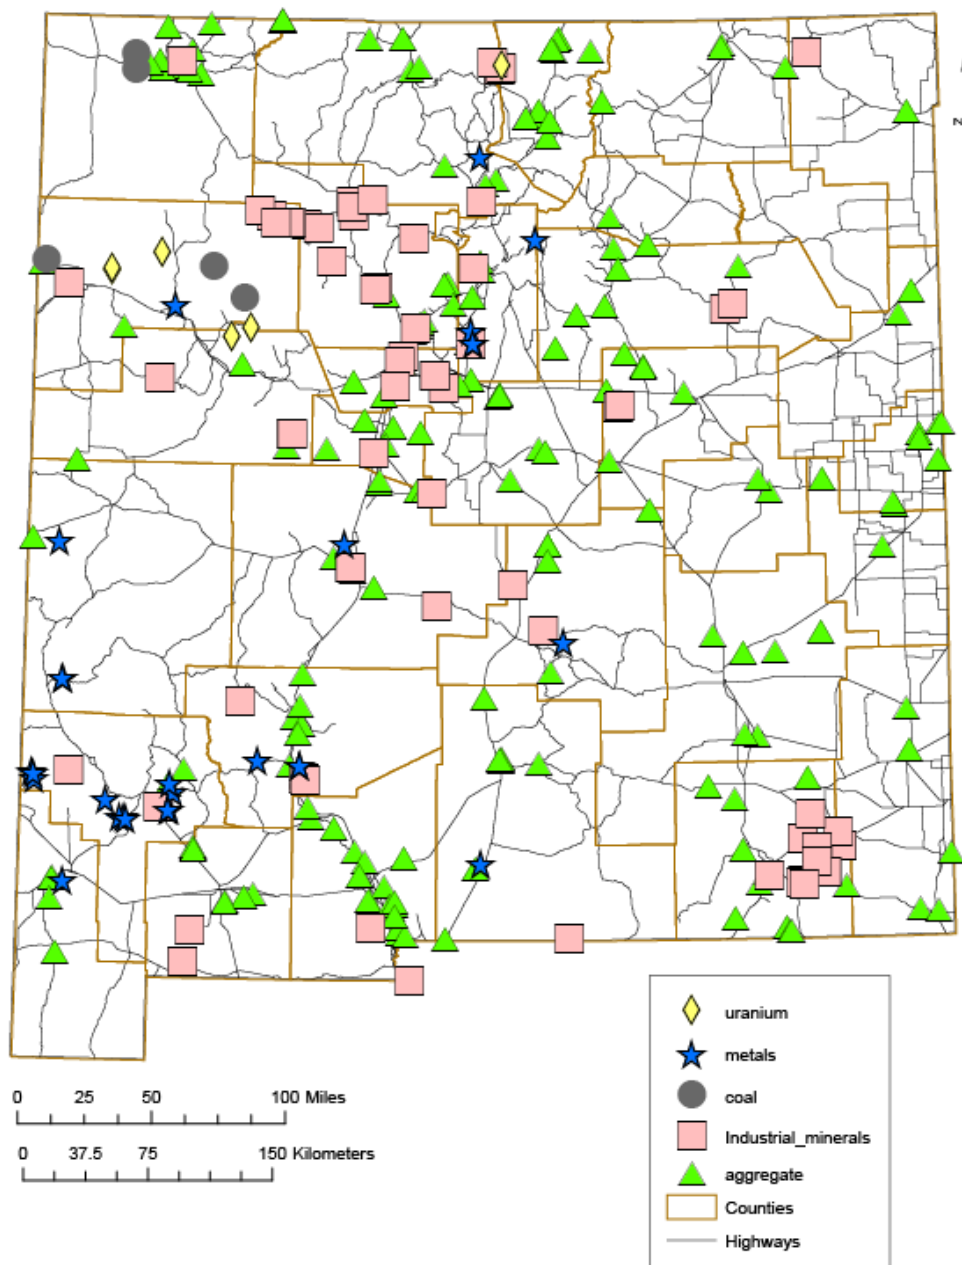 z
uranium
metals
coal
Industrial_minerals
aggregate
Counties
Highways
0 25 50 100 Miles
0 37.5 75 150 Kilometers